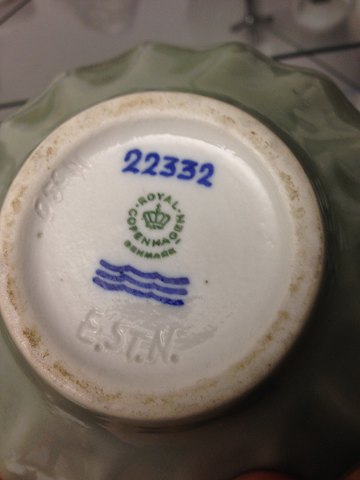 22332
ROYAL
COPENHAGEN
DENMARK
E.ST.N.